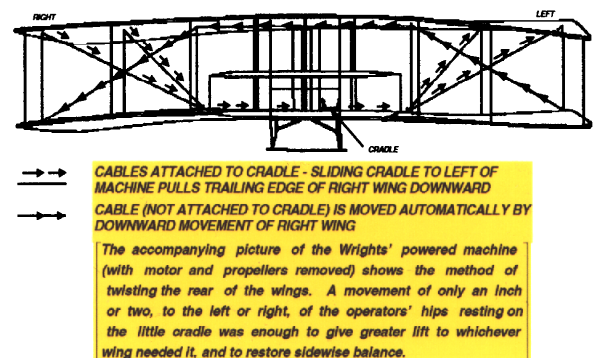 RIGHT
LEFT
CRADLE
CABLES ATTACHED TO CRADLE - SLIDING CRADLE TO LEFT OF
MACHINE PULLS TRAILING EDGE OF RIGHT WING DOWNWARD
CABLE (NOT ATTACHED TO CRADLE) IS MOVED AUTOMATICALLY BY
DOWNWARD MOVEMENT OF RIGHT WING
The accompanying picture of the Wrights' powered machine
(with motor and propellers removed) shows the method of
twisting the rear of the wings. A movement of only an inch
or two, to the left or right, of the operators' hips resting on
the little cradle was enough to give greater lift to whichever
wing needed it, and to restore sidewise balance.